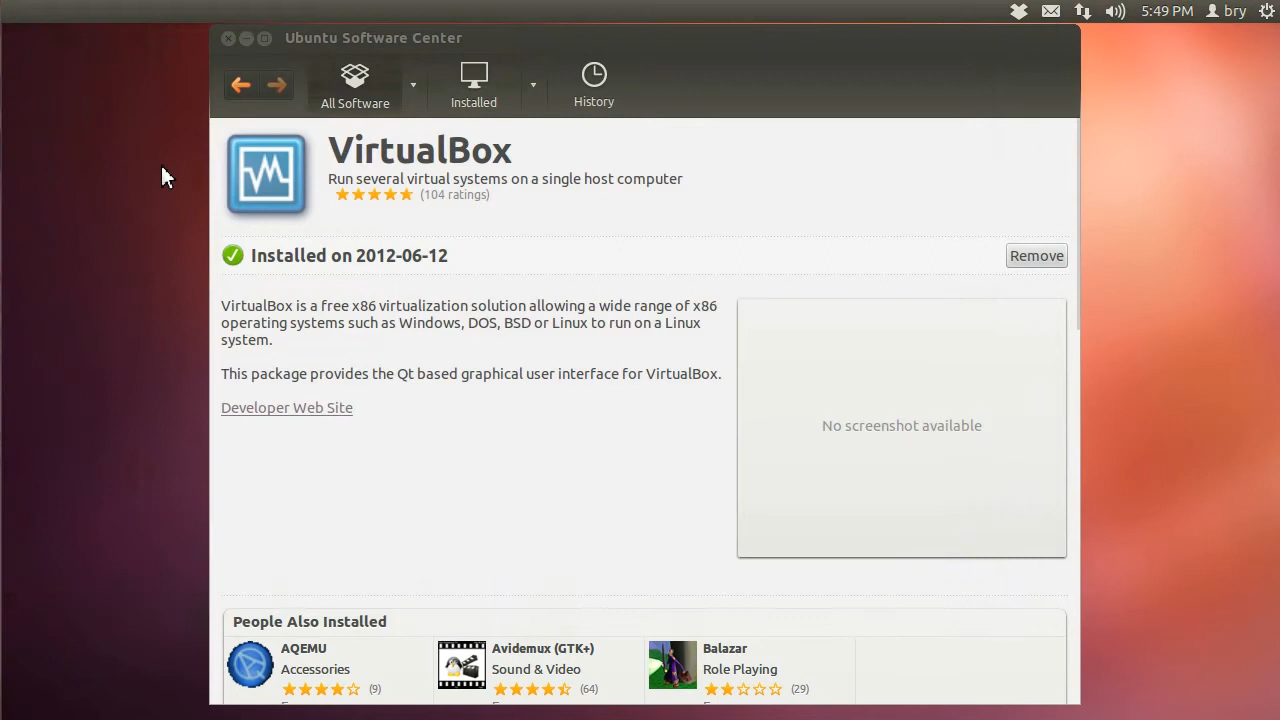 5:49 PM bry
Ubuntu Software Center
All Software
Installed
History
VirtualBox
Run several virtual systems on a single host computer
(104 ratings)
Installed on 2012-06-12
Remove
VirtualBox is a free x86 virtualization solution allowing a wide range of x86
operating systems such as Windows, DOS, BSD or Linux to run on a Linux
system.
This package provides the Qt based graphical user interface for VirtualBox.
Developer Web Site
No screenshot available
People Also Installed
AQEMU
Accessories
(9)
Avidemux (GTK+)
Sound & Video
(64)
Balazar
Role Playing
(29)